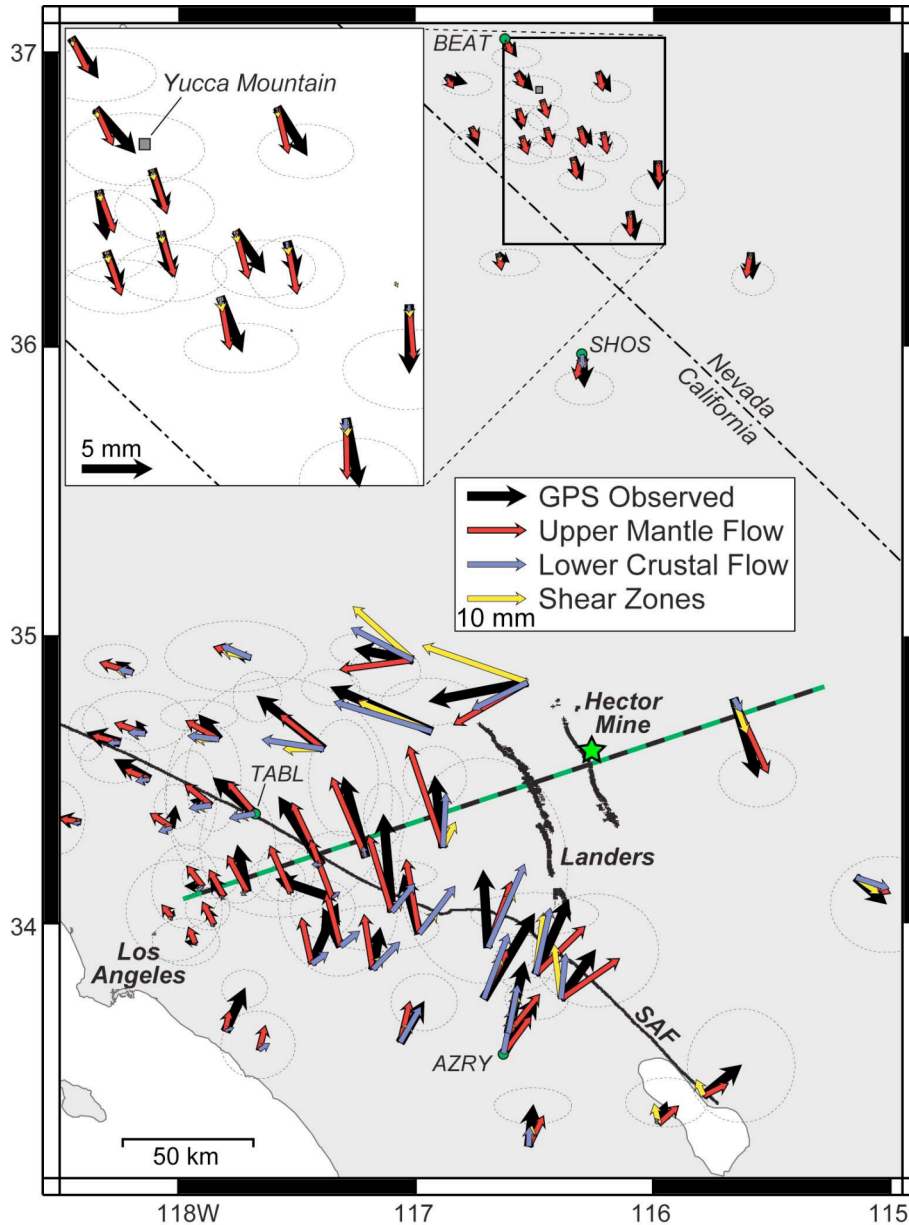 37
BEAT
Yucca Mountain
36
SHOS
Nevada
California
5 mm
GPS Observed
Upper Mantle Flow
Lower Crustal Flow
Shear Zones
10 mm
35
Hector
Mine
TABL
Landers
34
Los
Angeles
SAF
AZRY
50 km
118W
117
116
115